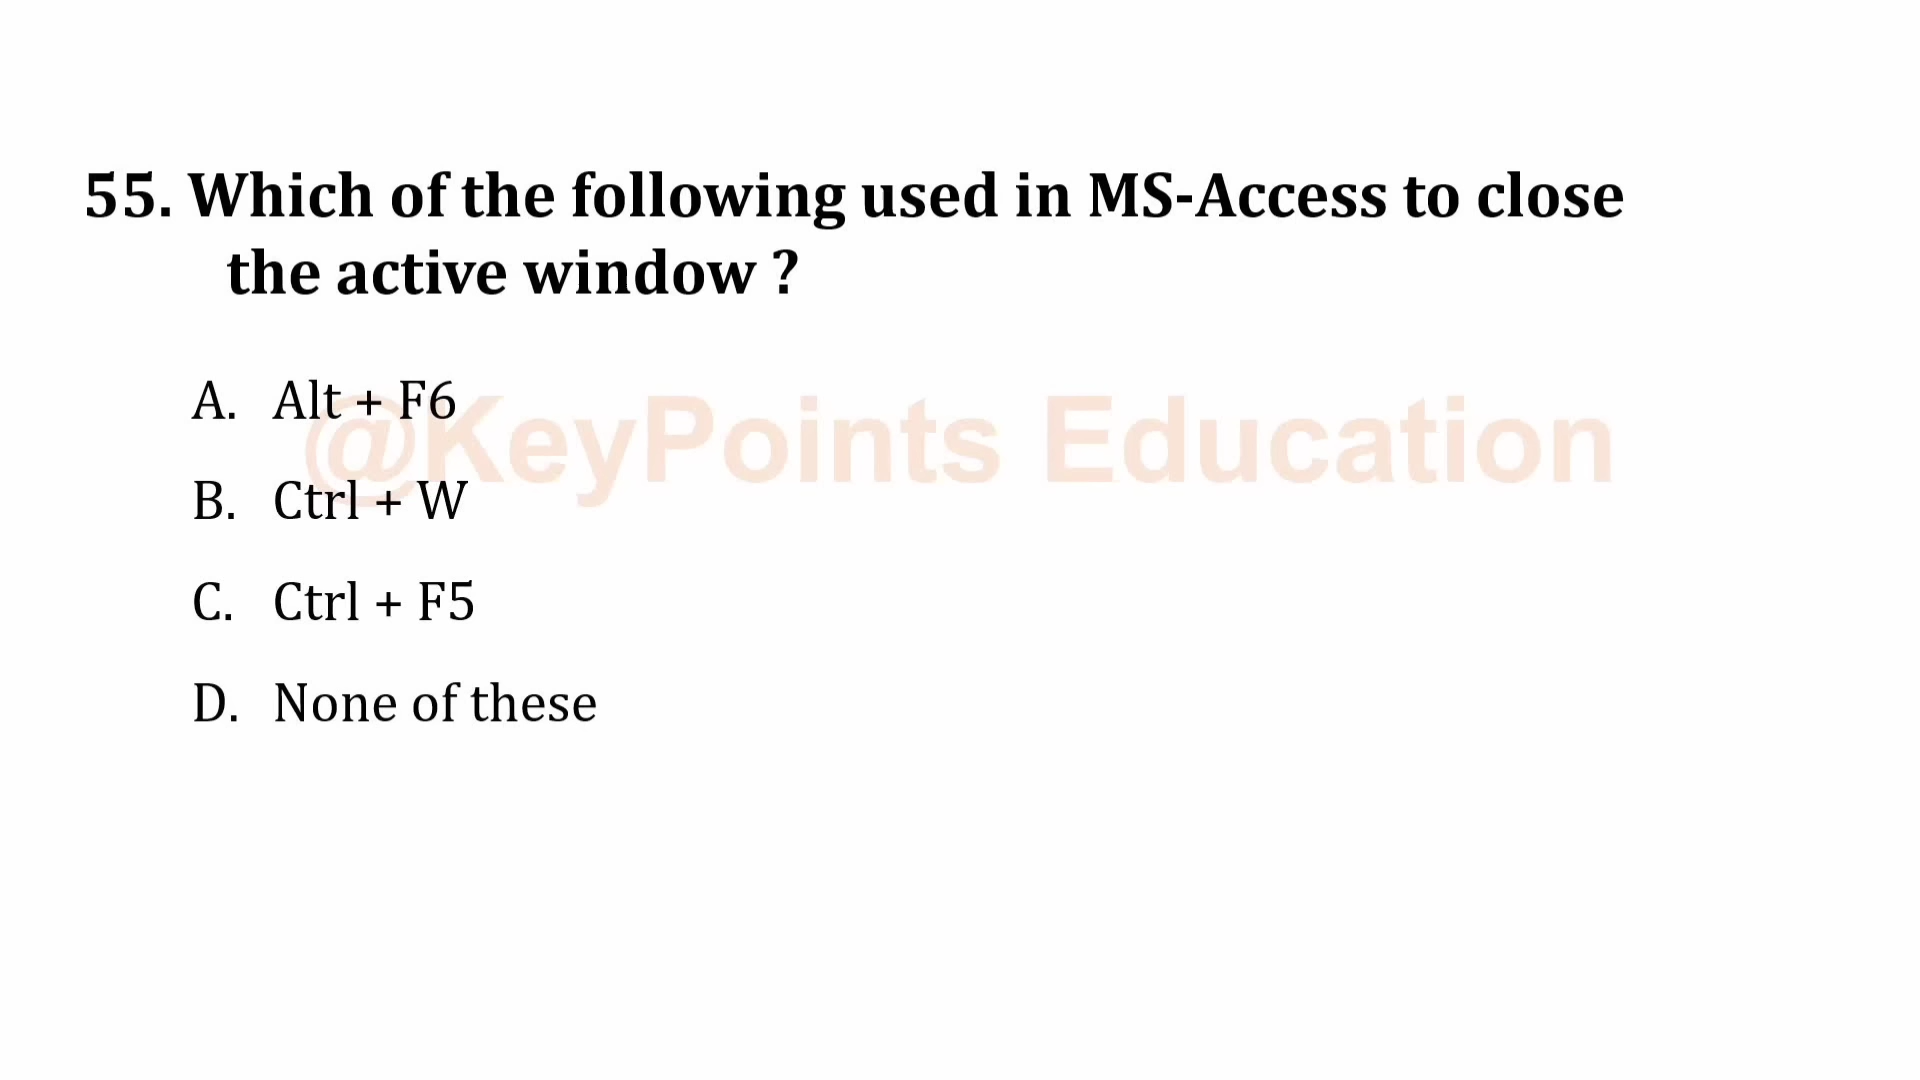 55. Which of the following used in MS-Access to close
the active window ?
A. Alt + F6
@KeyPoints Education
B. Ctrl + W
C. Ctrl + F5
D. None of these